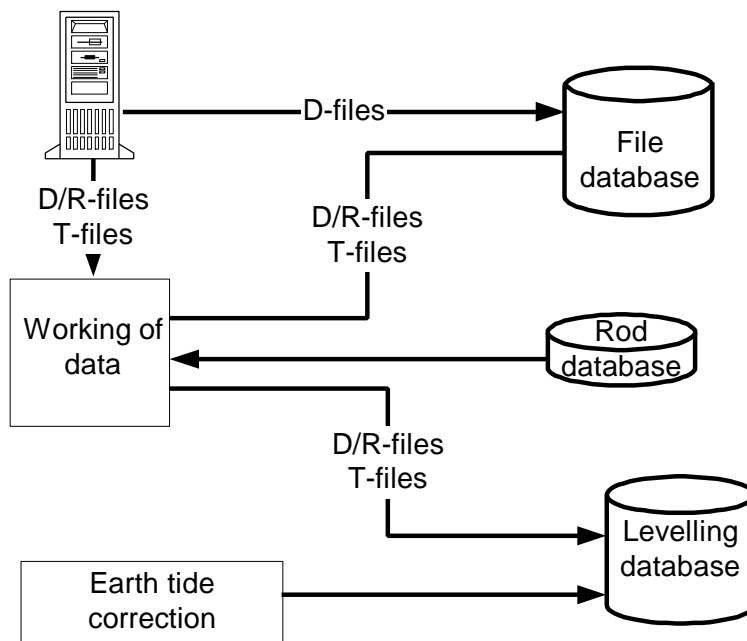 D-files
File
database
D/R-files
T-files
D/R-files
T-files
Working of
data
Rod
database
D/R-files
T-files
Levelling
database
Earth tide
correction